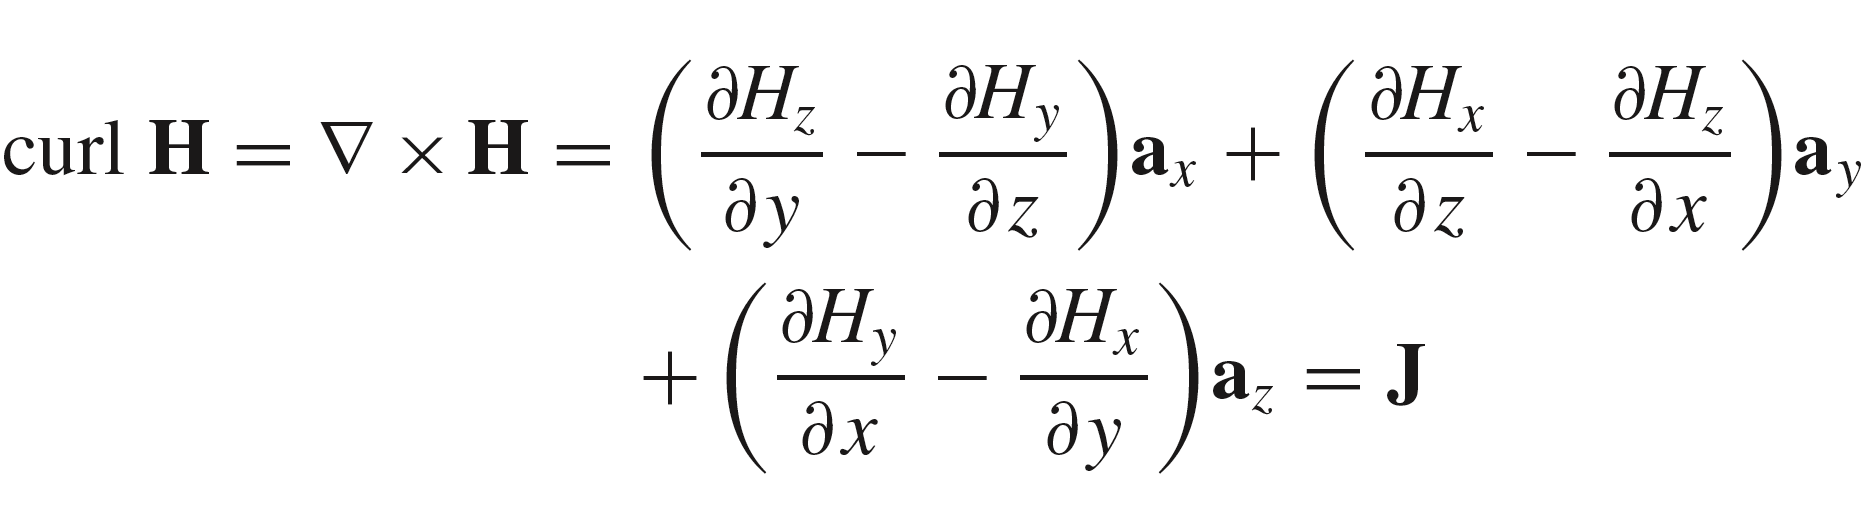 curl H = ∇ × H = (∂H_z/∂y − ∂H_y/∂z) a_x + (∂H_x/∂z − ∂H_z/∂x) a_y
+ (∂H_y/∂x − ∂H_x/∂y) a_z = J